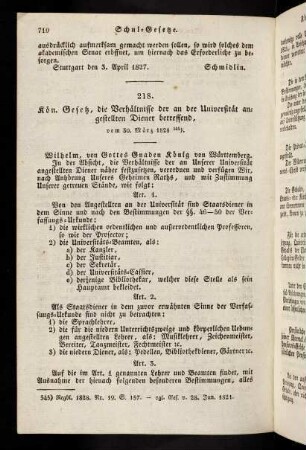 710 Schul-Gesetze.
ausdrücklich aufmerksam gemacht werden sollen, so wird solches dem
akademischen Senat eröffnet, um hiernach das Erforderliche zu be-
sorgen.
Stuttgart den 3. April 1827. Schmidlin.
218.
Kön. Gesetz, die Verhältnisse der an der Universität an-
gestellten Diener betreffend,
vom 30. März 1828 545).
Wilhelm, von Gottes Gnaden König von Württemberg.
In der Absicht, die Verhältnisse der an Unserer Universität
angestellten Diener näher festzusetzen, verordnen und verfügen Wir,
nach Anhörung Unseres Geheimen Raths, und mit Zustimmung
Unserer getreuen Stände, wie folgt:
Art. 1.
Von den Angestellten an der Universität sind Staatsdiener in
dem Sinne und nach den Bestimmungen der §§. 46—50 der Ver-
fassungs-Urkunde:
1) die wirklichen ordentlichen und außerordentlichen Professoren,
so wie der Prosector;
2) die Universitäts-Beamten, als:
a) der Kanzler,
b) der Justitiar,
c) der Sekretär,
d) der Universitäts-Cassier,
e) derjenige Bibliothekar, welcher diese Stelle als sein
Hauptamt bekleidet.
Art. 2.
Als Staatsdiener in dem zuvor erwähnten Sinne der Verfas-
sungs-Urkunde sind nicht zu betrachten:
1) die Sprachlehrer,
2) die für die niedern Unterrichtszweige und körperlichen Uebun-
gen angestellten Lehrer, als: Musiklehrer, Zeichenmeister,
Bereiter, Tanzmeister, Fechtmeister &c.
3) die niedern Diener, als: Pedellen, Bibliothekdiener, Gärtner &c.
Art. 3.
Auf die im Art. 1 genannten Lehrer und Beamten findet, mit
Ausnahme der hienach folgenden besonderen Bestimmungen, alles
545) Regbl. 1828. Nr. 19. S. 157. — vgl. Ges. v. 28. Jun. 1821.